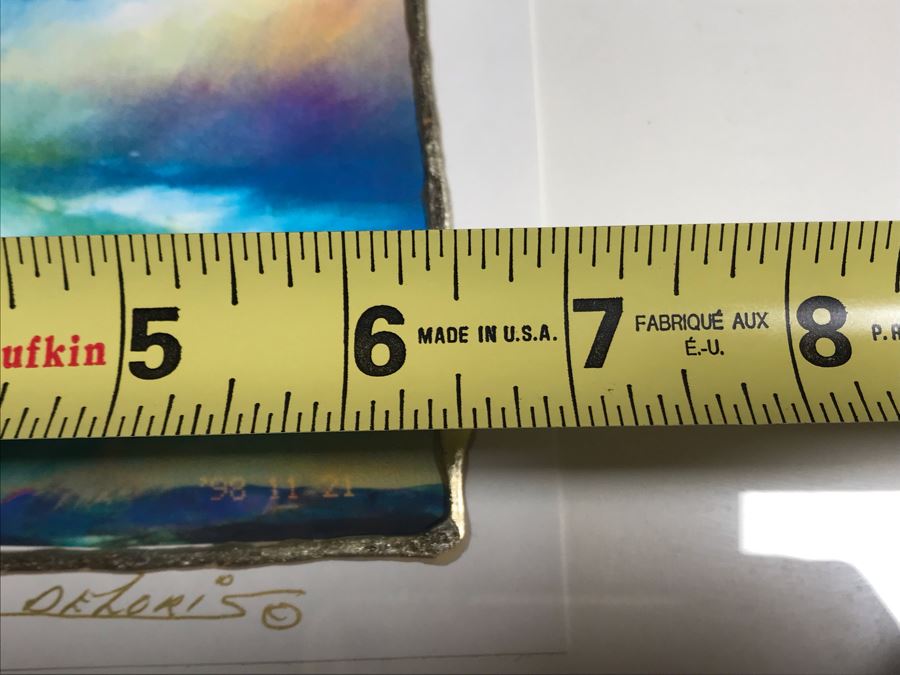 ufkin 5 6 MADE IN U.S.A. 7 FABRIQUÉ AUX 8
É.-U.
'98 11 21
DELORIS ©